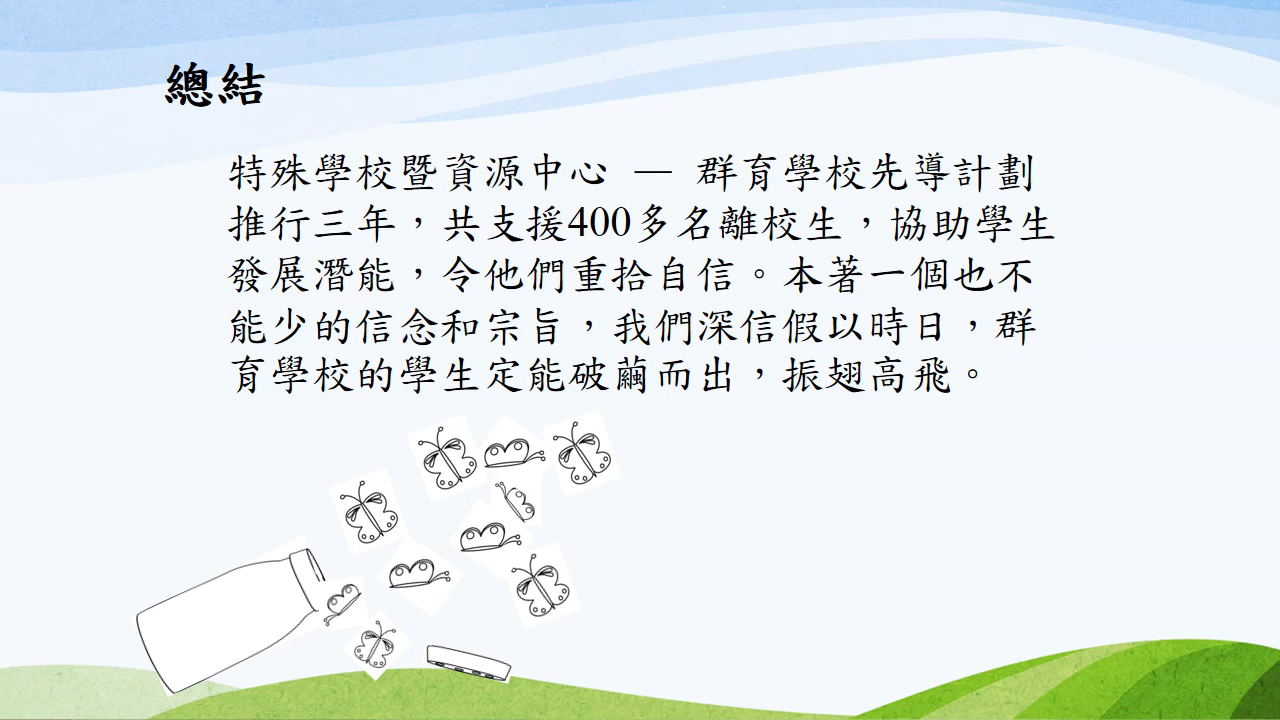 總結
特殊學校暨資源中心 — 群育學校先導計劃
推行三年，共支援400多名離校生，協助學生
發展潛能，令他們重拾自信。本著一個也不
能少的信念和宗旨，我們深信假以時日，群
育學校的學生定能破繭而出，振翅高飛。